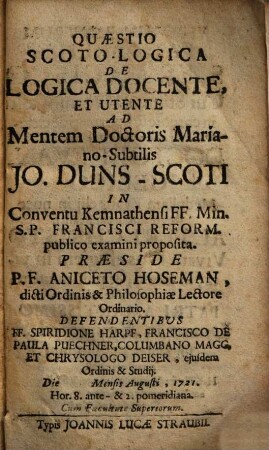 QUÆSTIO
SCOTO-LOGICA
DE
LOGICA DOCENTE,
ET UTENTE
AD
Mentem Doctoris Maria-
no-Subtilis
JO. DUNS-SCOTI
IN
Conventu Kemnathensi FF. Min.
S.P. FRANCISCI REFORM.
publico examini proposita.
PRÆSIDE
P.F. ANICETO HOSEMAN,
dicti Ordinis & Philosophiæ Lectore
Ordinario.
DEFENDENTIBUS
FF. SPIRIDIONE HARPF, FRANCISCO DE
PAULA PUECHNER, COLUMBANO MAGG,
ET CHRYSOLOGO DEISER, ejusdem
Ordinis & Studij.
Die Mensis Augusti, 1721.
Hor. 8. ante- & 2. pomeridiana.
Cum Facultate Superiorum.
Typis JOANNIS LUCÆ STRAUBII.